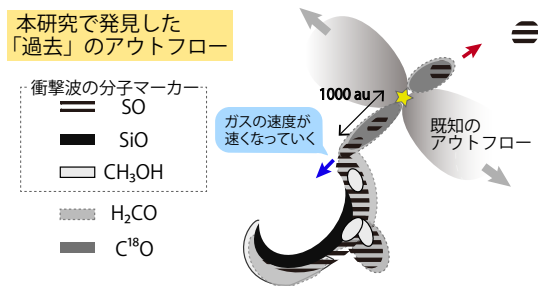 本研究で発見した
「過去」のアウトフロー
衝撃波の分子マーカー
SO
SiO
CH₃OH
H₂CO
C¹⁸O
1000 au
ガスの速度が
速くなっていく
既知の
アウトフロー